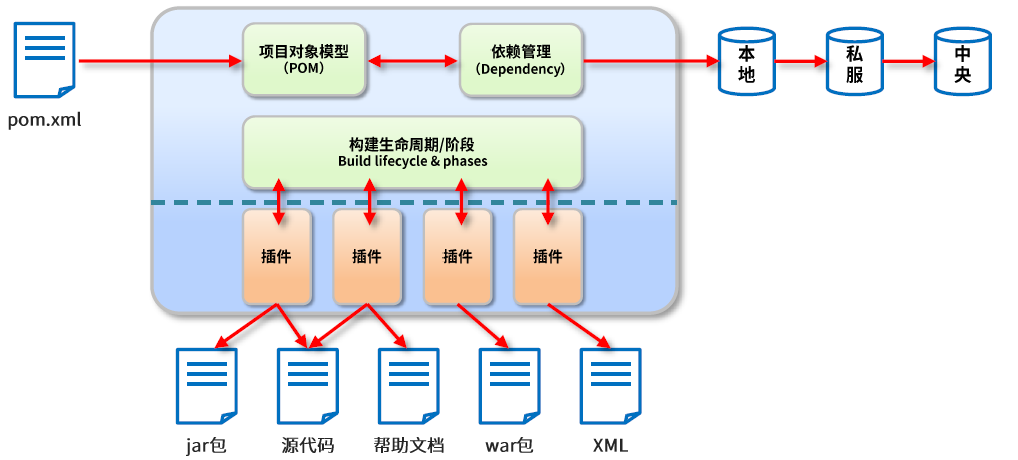 pom.xml
项目对象模型
（POM）
依赖管理
（Dependency）
本
地
私
服
中
央
构建生命周期/阶段
Build lifecycle & phases
插件
插件
插件
插件
jar包
源代码
帮助文档
war包
XML